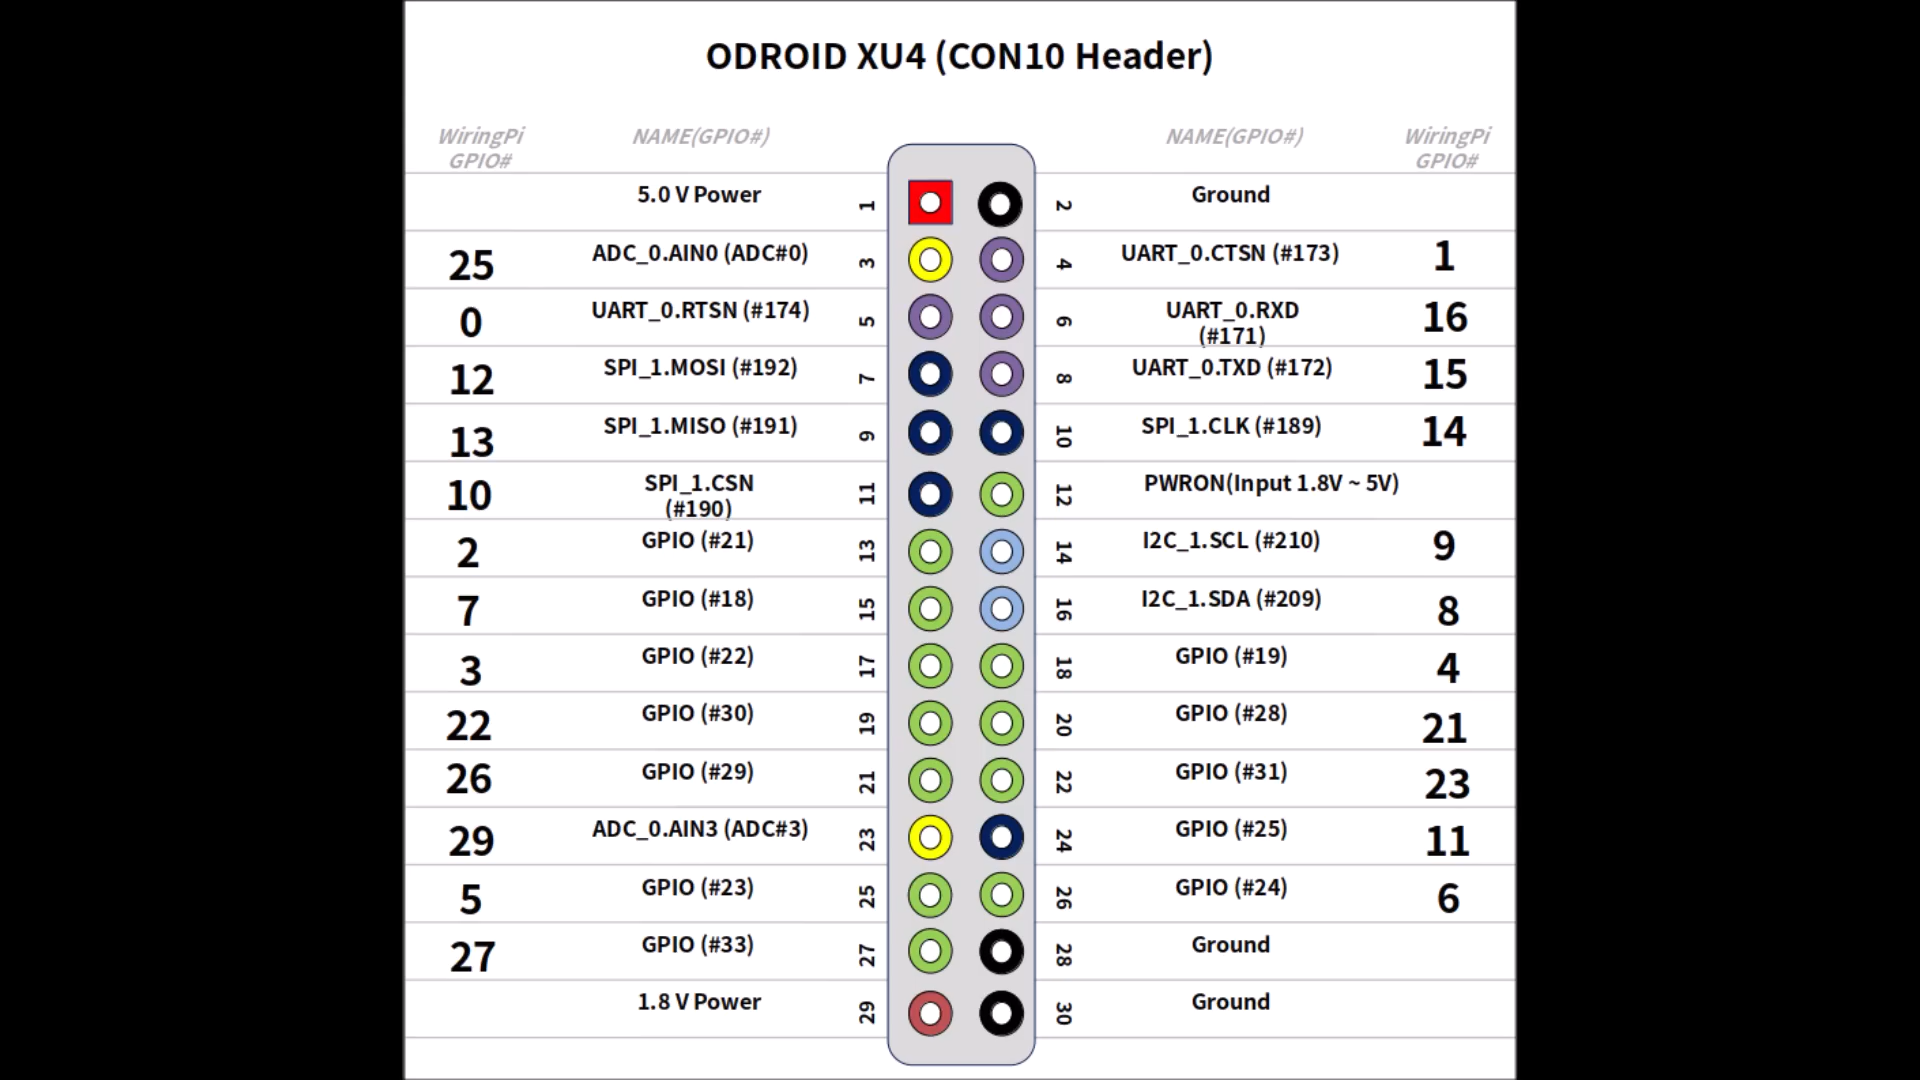 ODROID XU4 (CON10 Header)
WiringPi GPIO# NAME(GPIO#) NAME(GPIO#) WiringPi GPIO#
5.0 V Power 1 2 Ground
25 ADC_0.AIN0 (ADC#0) 3 4 UART_0.CTSN (#173) 1
0 UART_0.RTSN (#174) 5 6 UART_0.RXD (#171) 16
12 SPI_1.MOSI (#192) 7 8 UART_0.TXD (#172) 15
13 SPI_1.MISO (#191) 9 10 SPI_1.CLK (#189) 14
10 SPI_1.CSN (#190) 11 12 PWRON(Input 1.8V ~ 5V)
2 GPIO (#21) 13 14 I2C_1.SCL (#210) 9
7 GPIO (#18) 15 16 I2C_1.SDA (#209) 8
3 GPIO (#22) 17 18 GPIO (#19) 4
22 GPIO (#30) 19 20 GPIO (#28) 21
26 GPIO (#29) 21 22 GPIO (#31) 23
29 ADC_0.AIN3 (ADC#3) 23 24 GPIO (#25) 11
5 GPIO (#23) 25 26 GPIO (#24) 6
27 GPIO (#33) 27 28 Ground
1.8 V Power 29 30 Ground